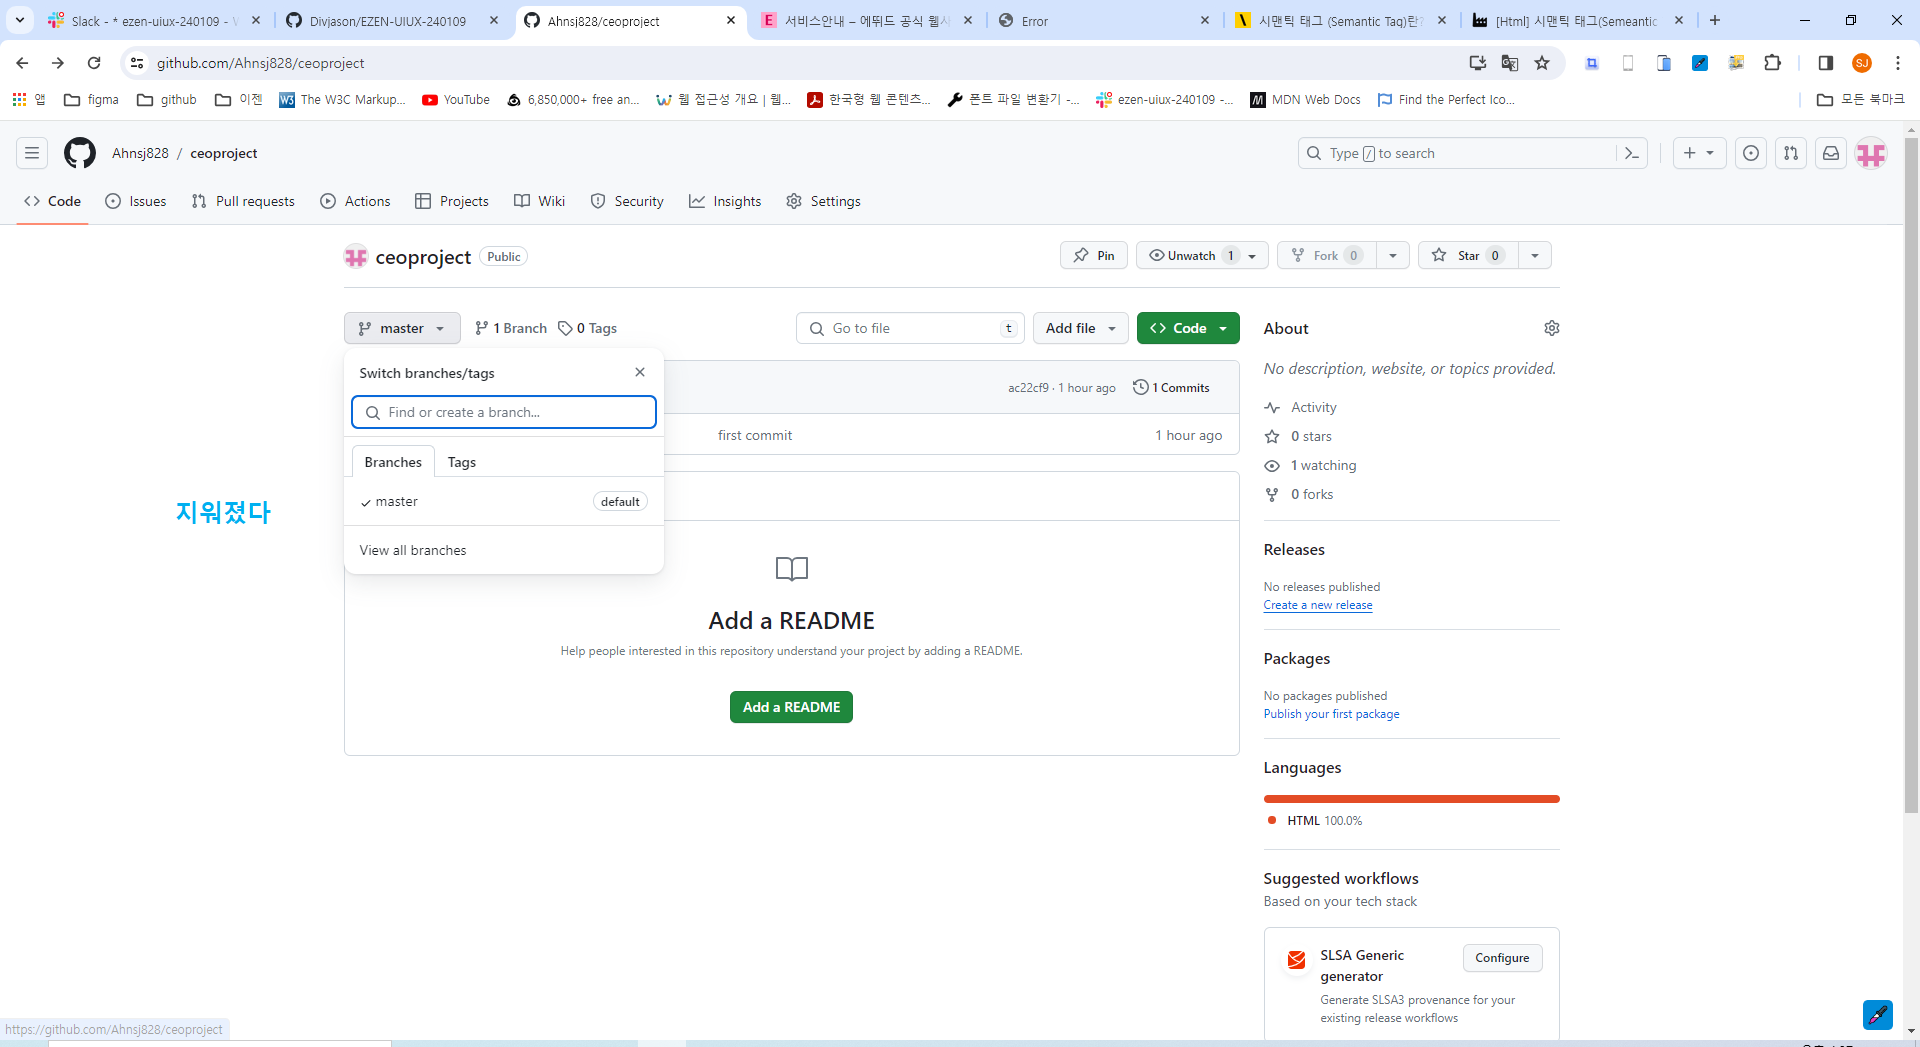 Slack - * ezen-uiux-240109 -
Divjason/EZEN-UIUX-240109
Ahnsj828/ceoproject
E 서비스안내 – 에뛰드 공식 웹
Error
시맨틱 태그 (Semantic Tag)란?
[Html] 시맨틱 태그(Semeantic
github.com/Ahnsj828/ceoproject
SJ
앱
figma
github
이젠
W3 The W3C Markup...
YouTube
6,850,000+ free an...
웹 접근성 개요 | 웹...
한국형 웹 콘텐츠...
폰트 파일 변환기 -...
ezen-uiux-240109 -...
MDN Web Docs
Find the Perfect Ico...
모든 북마크
Ahnsj828 / ceoproject
Type / to search
Code
Issues
Pull requests
Actions
Projects
Wiki
Security
Insights
Settings
ceoproject Public
Pin
Unwatch 1
Fork 0
Star 0
master
1 Branch
0 Tags
Go to file t
Add file
Code
Switch branches/tags
Find or create a branch...
Branches
Tags
master default
View all branches
ac22cf9 · 1 hour ago
1 Commits
first commit
1 hour ago
지워졌다
Add a README
Help people interested in this repository understand your project by adding a README.
Add a README
About
No description, website, or topics provided.
Activity
0 stars
1 watching
0 forks
Releases
No releases published
Create a new release
Packages
No packages published
Publish your first package
Languages
HTML 100.0%
Suggested workflows
Based on your tech stack
SLSA Generic
generator
Configure
Generate SLSA3 provenance for your
existing release workflows
https://github.com/Ahnsj828/ceoproject